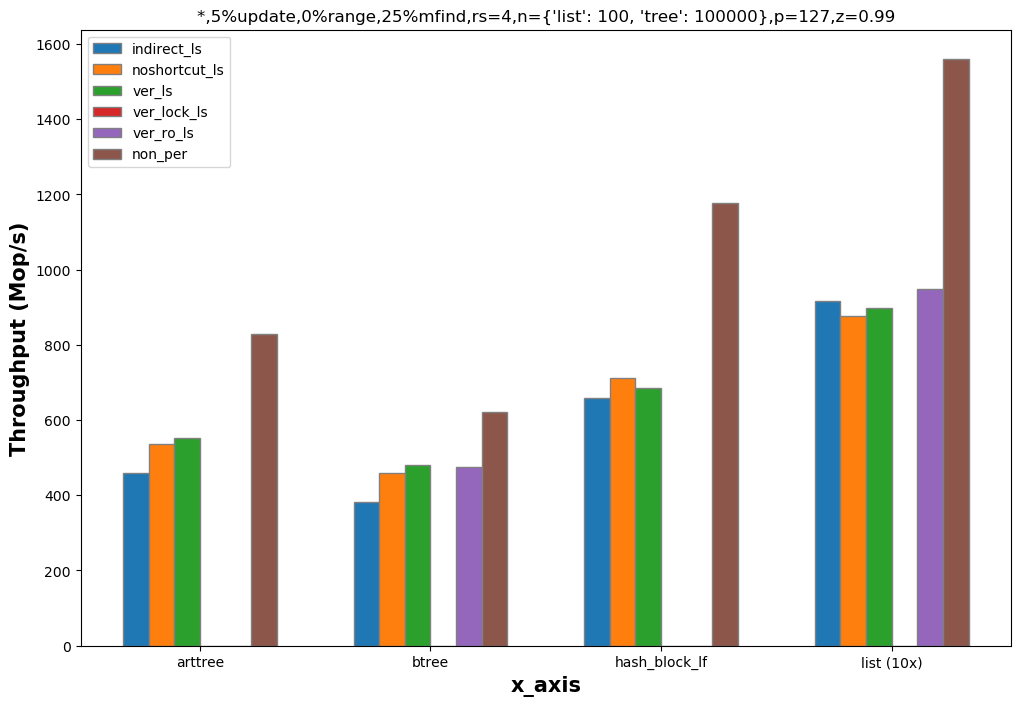 *,5%update,0%range,25%mfind,rs=4,n={'list': 100, 'tree': 100000},p=127,z=0.99
indirect_ls
noshortcut_ls
ver_ls
ver_lock_ls
ver_ro_ls
non_per
Throughput (Mop/s)
1600
1400
1200
1000
800
600
400
200
0
arttree
btree
hash_block_lf
list (10x)
x_axis